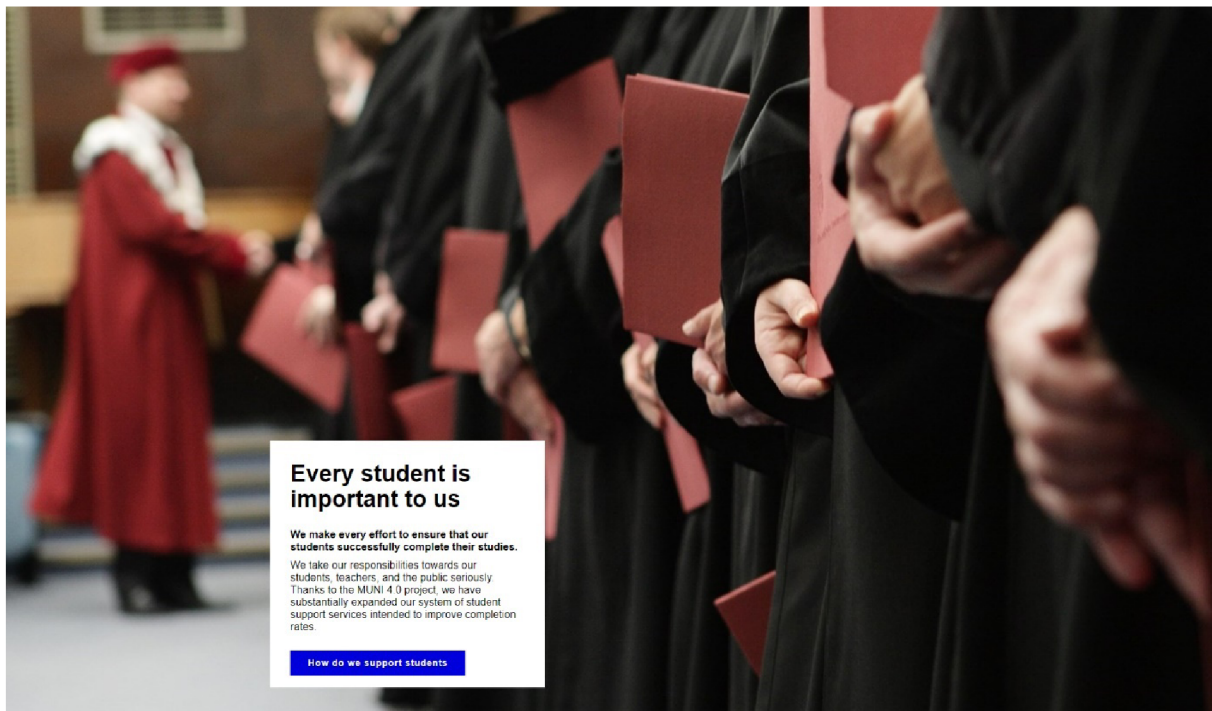 Every student is
important to us
We make every effort to ensure that our
students successfully complete their studies.
We take our responsibilities towards our
students, teachers, and the public seriously.
Thanks to the MUNI 4.0 project, we have
substantially expanded our system of student
support services intended to improve completion
rates.
How do we support students